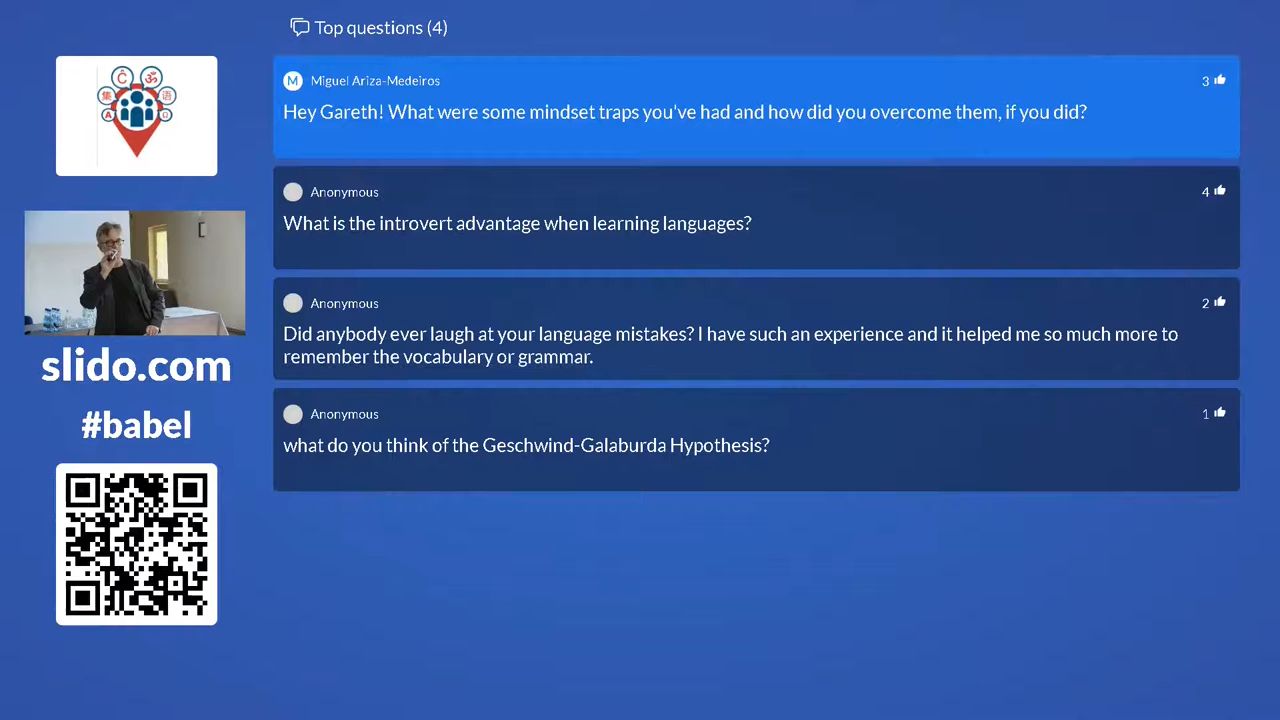 Top questions (4)
M Miguel Ariza-Medeiros
3
Hey Gareth! What were some mindset traps you've had and how did you overcome them, if you did?
Anonymous
4
What is the introvert advantage when learning languages?
Anonymous
2
Did anybody ever laugh at your language mistakes? I have such an experience and it helped me so much more to
remember the vocabulary or grammar.
Anonymous
1
what do you think of the Geschwind-Galaburda Hypothesis?
Ĉ
ॐ
集
语
A
Ω
slido.com
#babel